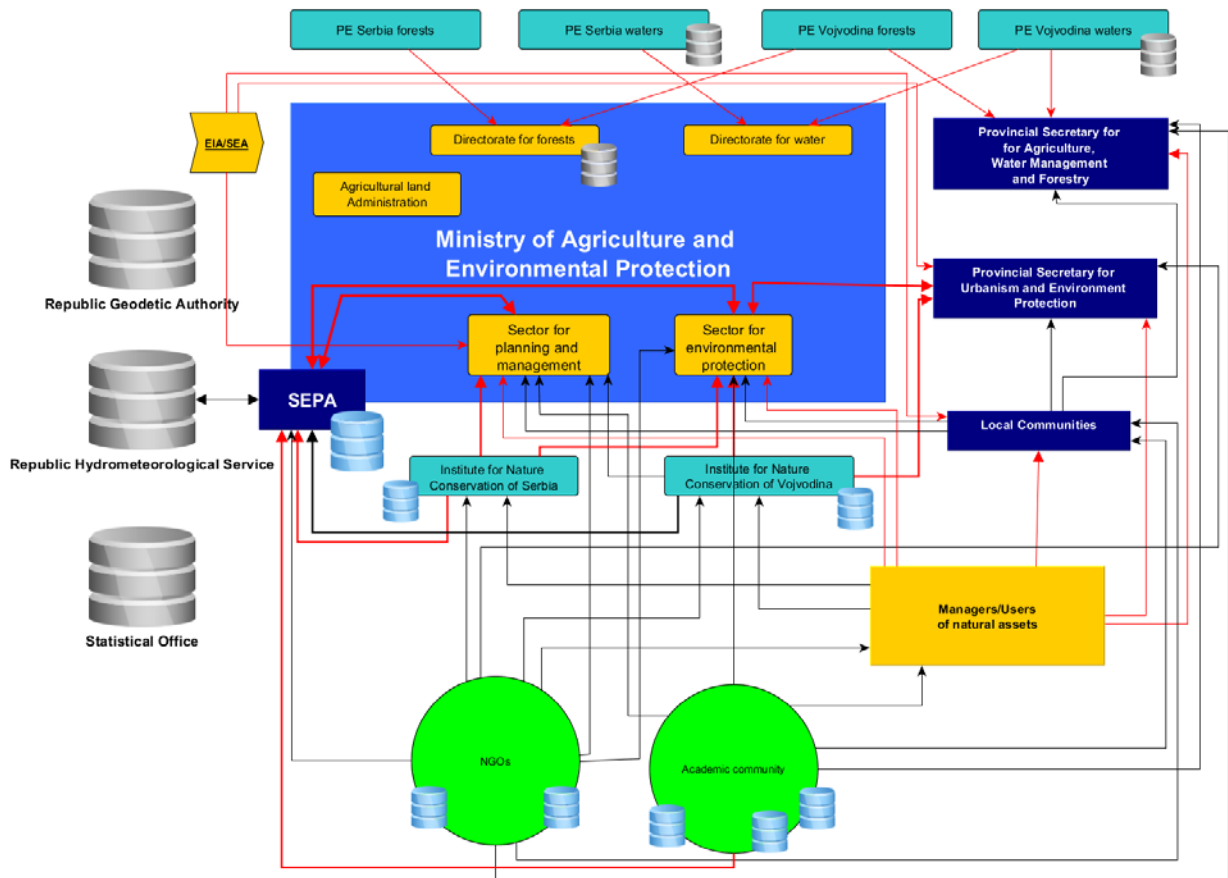 PE Serbia forests
PE Serbia waters
PE Vojvodina forests
PE Vojvodina waters
EIA/SEA
Directorate for forests
Directorate for water
Provincial Secretary for
for Agriculture,
Water Management
and Forestry
Agricultural land
Administration
Ministry of Agriculture and
Environmental Protection
Republic Geodetic Authority
Provincial Secretary for
Urbanism and Environment
Protection
Sector for
planning and
management
Sector for
environmental
protection
SEPA
Local Communities
Republic Hydrometeorological Service
Institute for Nature
Conservation of Serbia
Institute for Nature
Conservation of Vojvodina
Managers/Users
of natural assets
Statistical Office
NGOs
Academic community